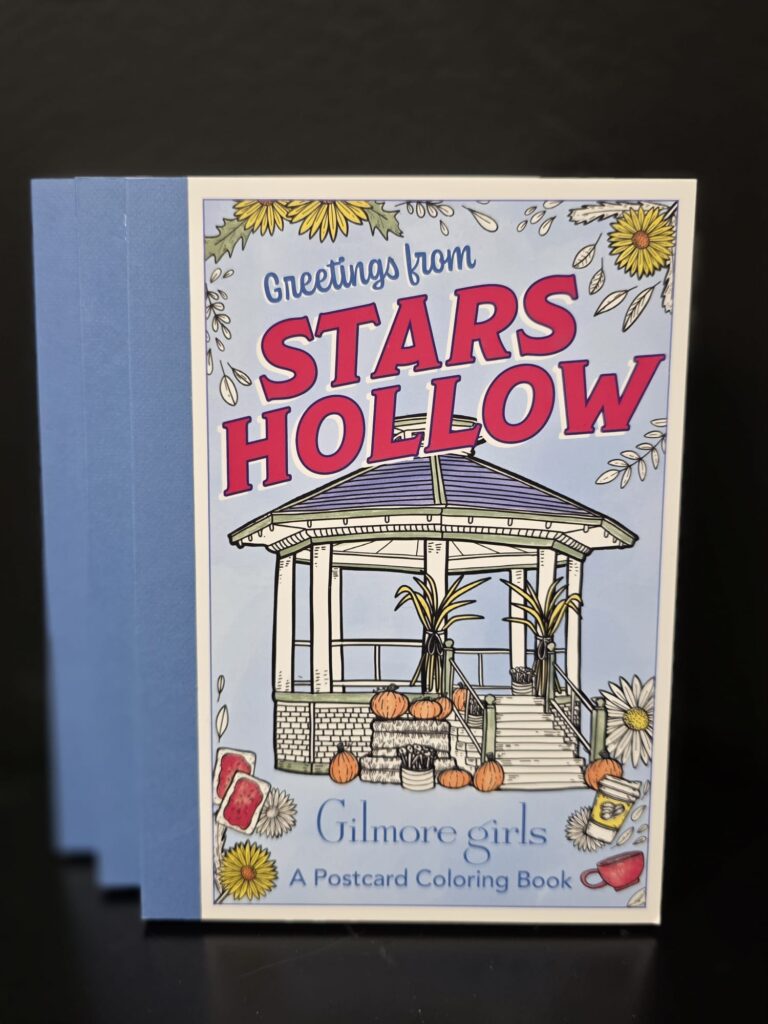 Greetings from
STARS
HOLLOW
Gilmore girls
A Postcard Coloring Book